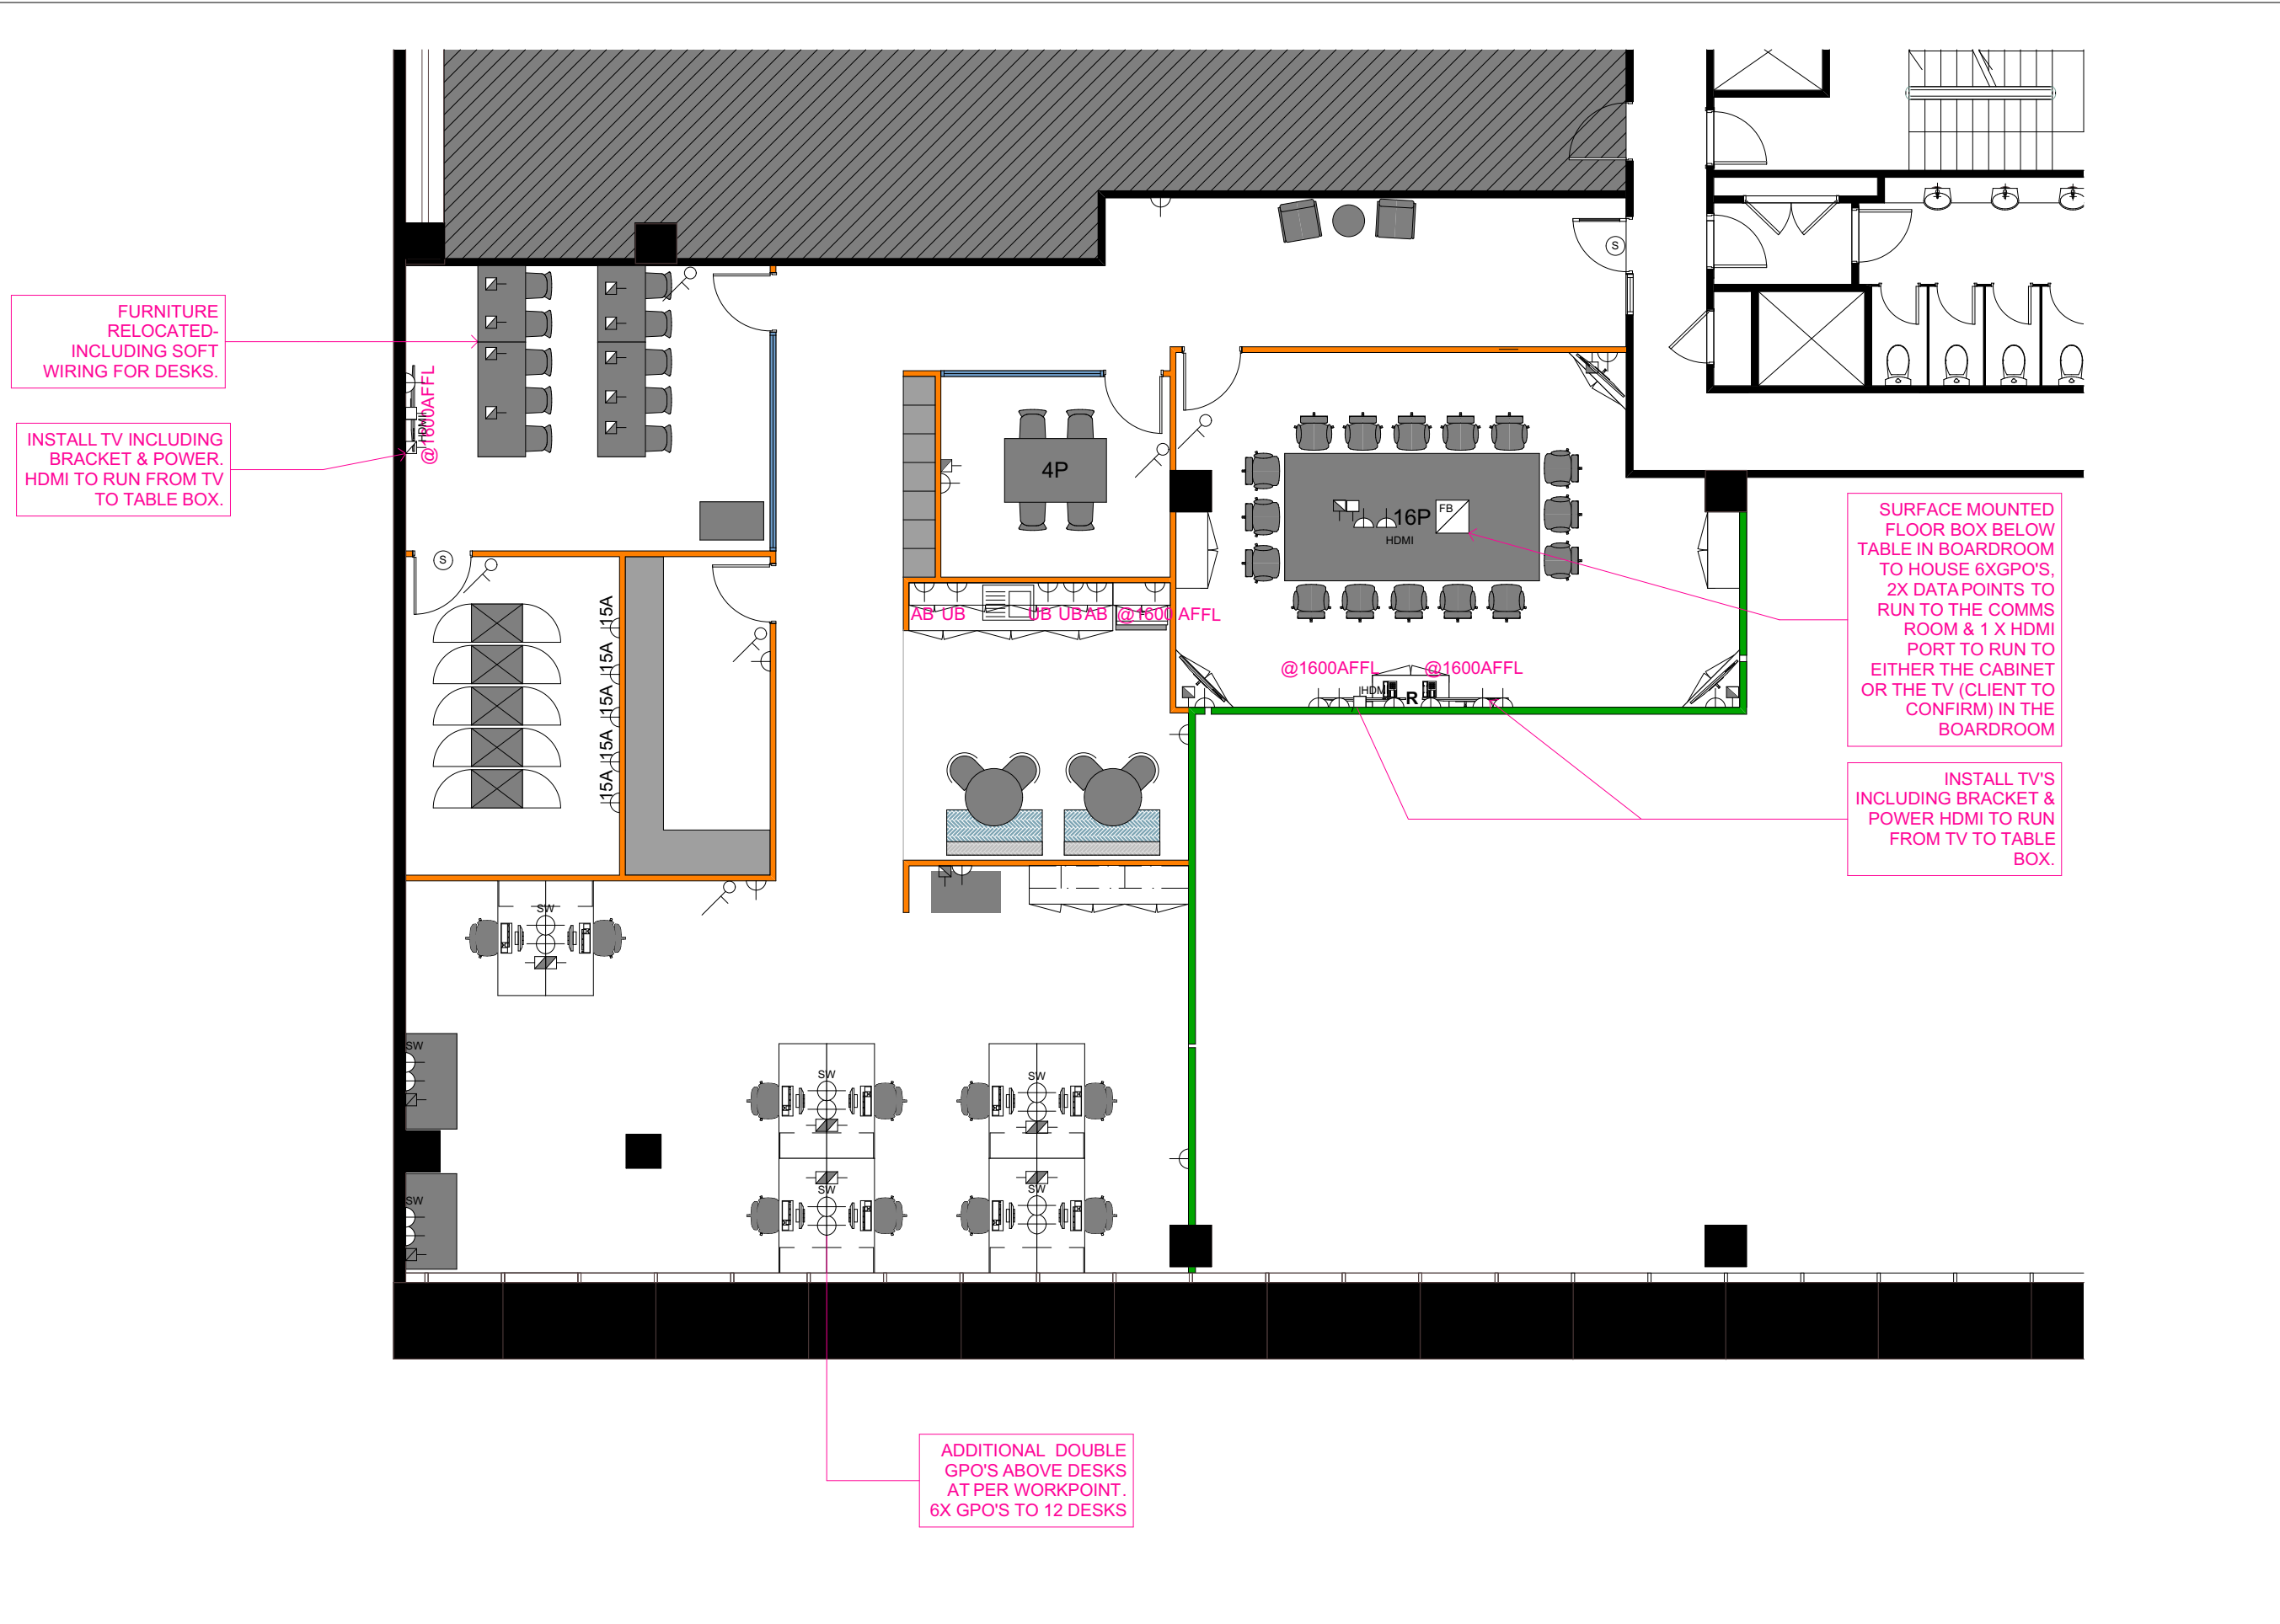 FURNITURE
RELOCATED-
INCLUDING SOFT
WIRING FOR DESKS.
INSTALL TV INCLUDING
BRACKET & POWER.
HDMI TO RUN FROM TV
TO TABLE BOX.
@1600AFFL
HDMI
S
S
4P
16P
FB
HDMI
SURFACE MOUNTED
FLOOR BOX BELOW
TABLE IN BOARDROOM
TO HOUSE 6XGPO'S,
2X DATA POINTS TO
RUN TO THE COMMS
ROOM & 1 X HDMI
PORT TO RUN TO
EITHER THE CABINET
OR THE TV (CLIENT TO
CONFIRM) IN THE
BOARDROOM
AB UB UB UB AB @1600 AFFL
15A
15A
15A
15A
15A
@1600AFFL @1600AFFL
HDMI
R
INSTALL TV'S
INCLUDING BRACKET &
POWER HDMI TO RUN
FROM TV TO TABLE
BOX.
SW
SW
SW
SW
SW
SW
SW
ADDITIONAL DOUBLE
GPO'S ABOVE DESKS
AT PER WORKPOINT.
6X GPO'S TO 12 DESKS